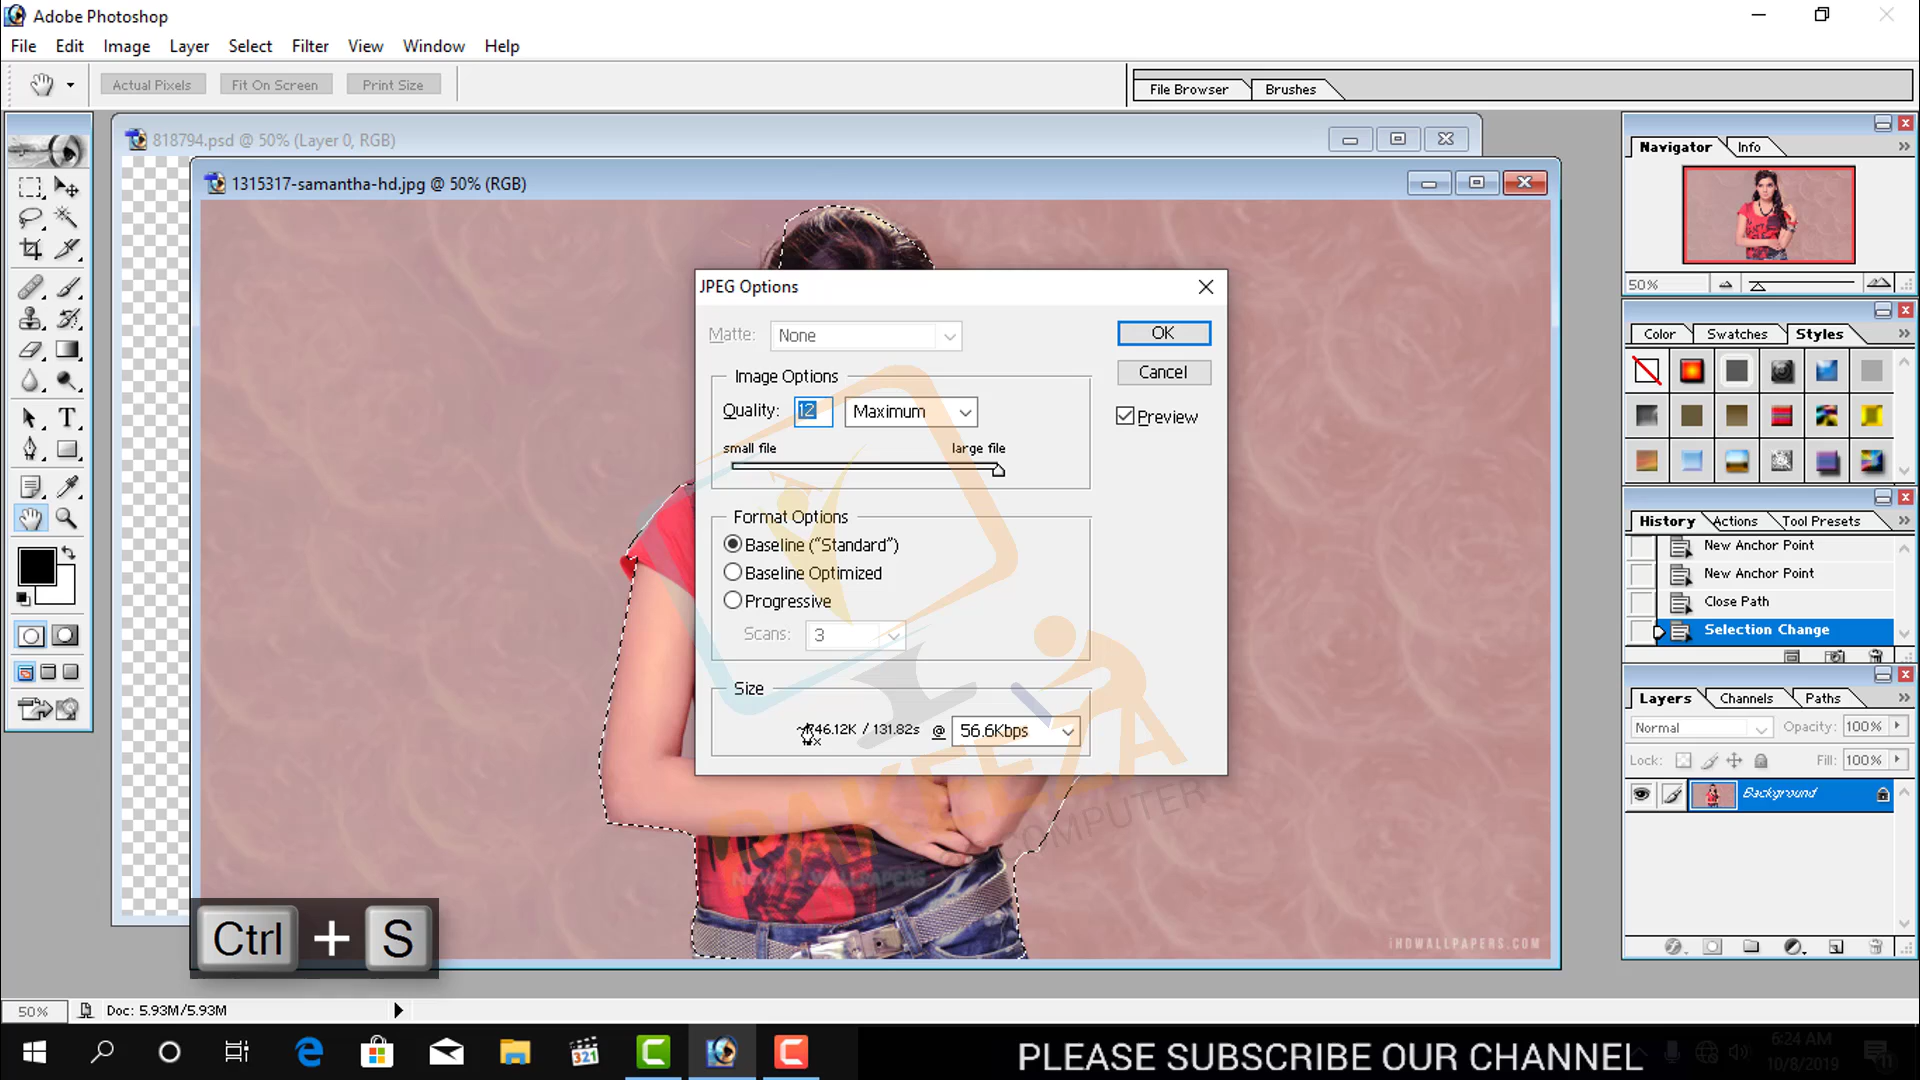 Adobe Photoshop
File Edit Image Layer Select Filter View Window Help
Actual Pixels Fit On Screen Print Size
File Browser Brushes
818794.psd @ 50% (Layer 0, RGB)
1315317-samantha-hd.jpg @ 50% (RGB)
Navigator Info
50%
Color Swatches Styles
JPEG Options
Matte: None
OK
Cancel
Preview
Image Options
Quality: 12 Maximum
small file large file
Format Options
Baseline ("Standard")
Baseline Optimized
Progressive
Scans: 3
Size
46.12K / 131.82s @ 56.6Kbps
History Actions Tool Presets
New Anchor Point
New Anchor Point
Close Path
Selection Change
Layers Channels Paths
Normal Opacity: 100%
Lock: Fill: 100%
Background
PAKEEZA
COMPUTER
iHDWALLPAPERS.COM
Ctrl + S
50% Doc: 5.93M/5.93M
321
PLEASE SUBSCRIBE OUR CHANNEL
6:24 AM
10/8/2019